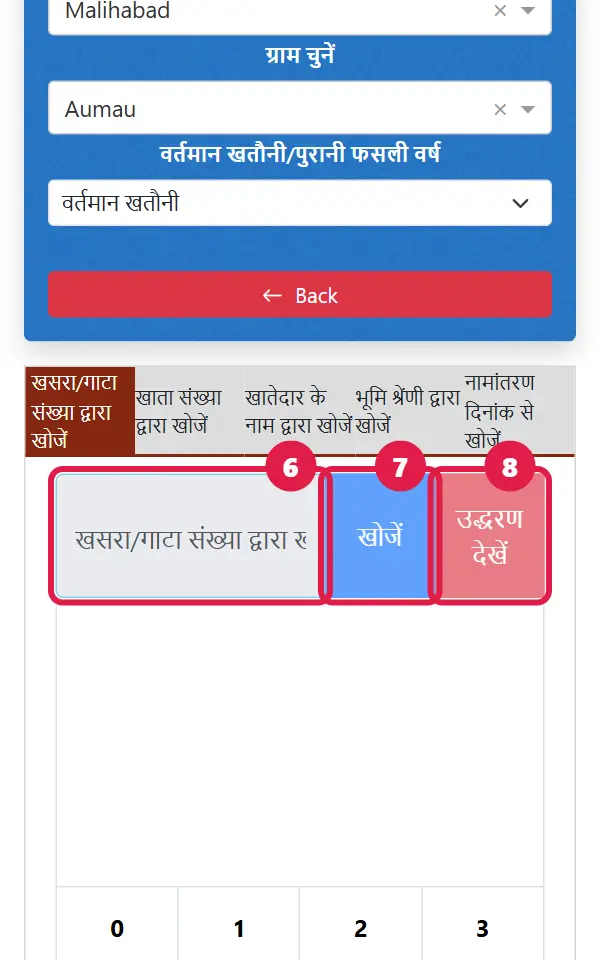 Malihabad
ग्राम चुनें
Aumau
वर्तमान खतौनी/पुरानी फसली वर्ष
वर्तमान खतौनी
← Back
खसरा/गाटा
संख्या द्वारा
खोजें
खाता संख्या
द्वारा खोजें
खातेदार के
नाम द्वारा खोजें
भूमि श्रेंणी द्वारा
खोजें
नामांतरण
दिनांक से
खोजें
6
7
8
खसरा/गाटा संख्या द्वारा ख
खोजें
उद्धरण
देखें
0 1 2 3